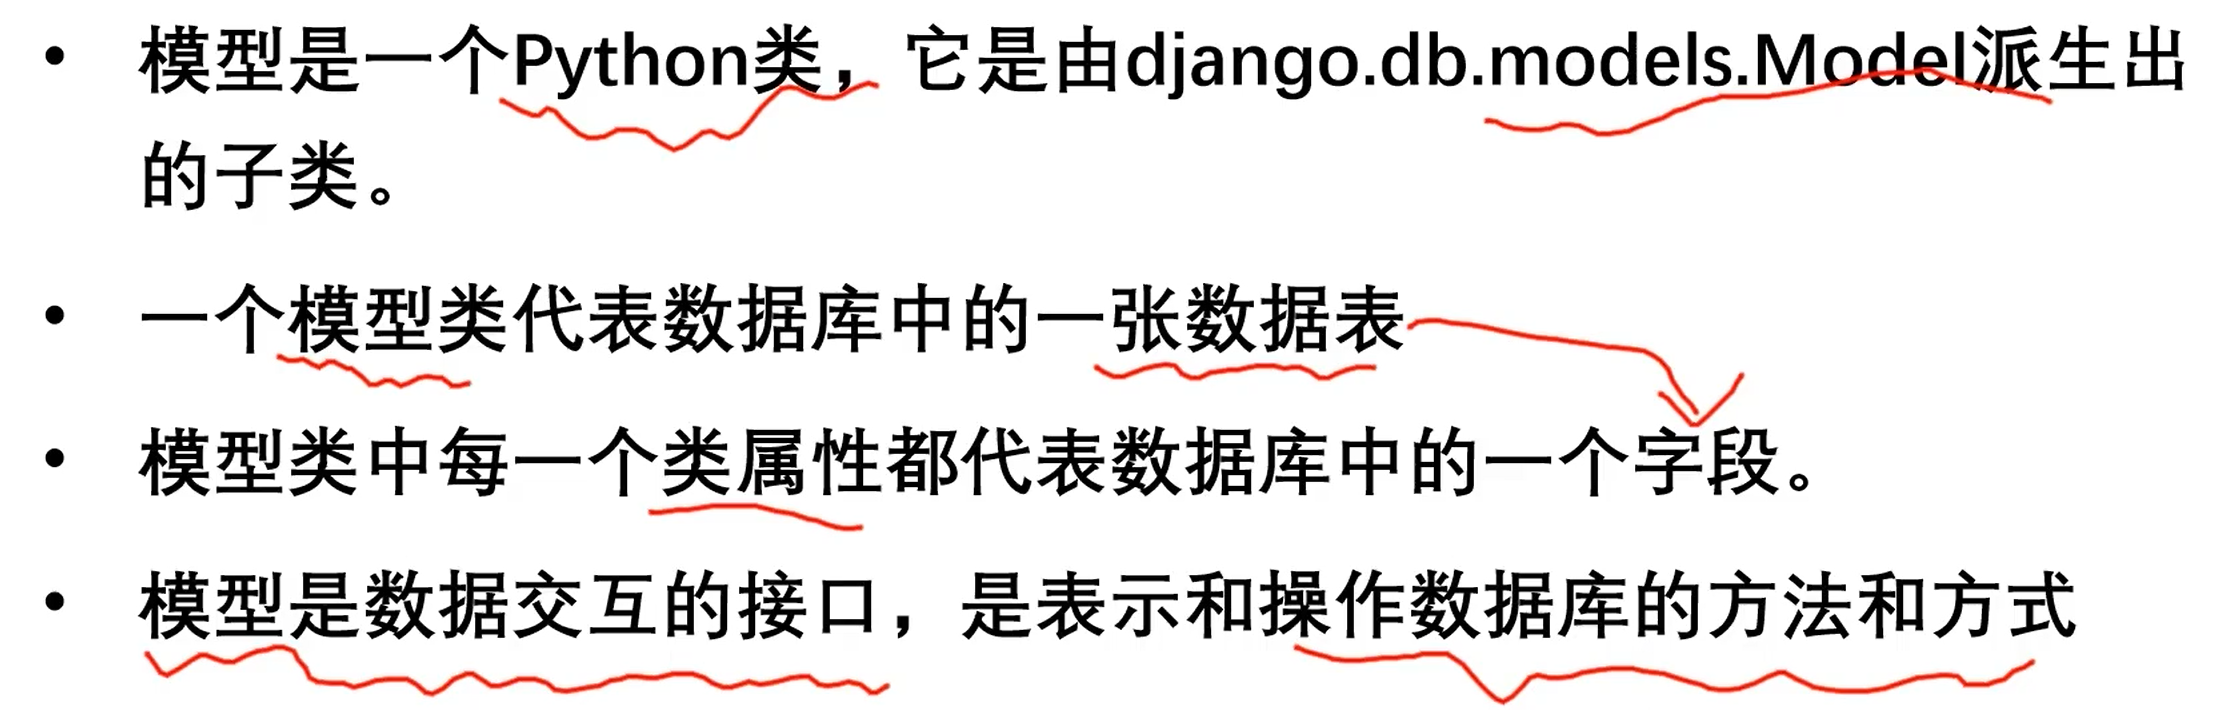 • 模型是一个Python类，它是由django.db.models.Model派生出
的子类。
• 一个模型类代表数据库中的一张数据表
• 模型类中每一个类属性都代表数据库中的一个字段。
• 模型是数据交互的接口，是表示和操作数据库的方法和方式